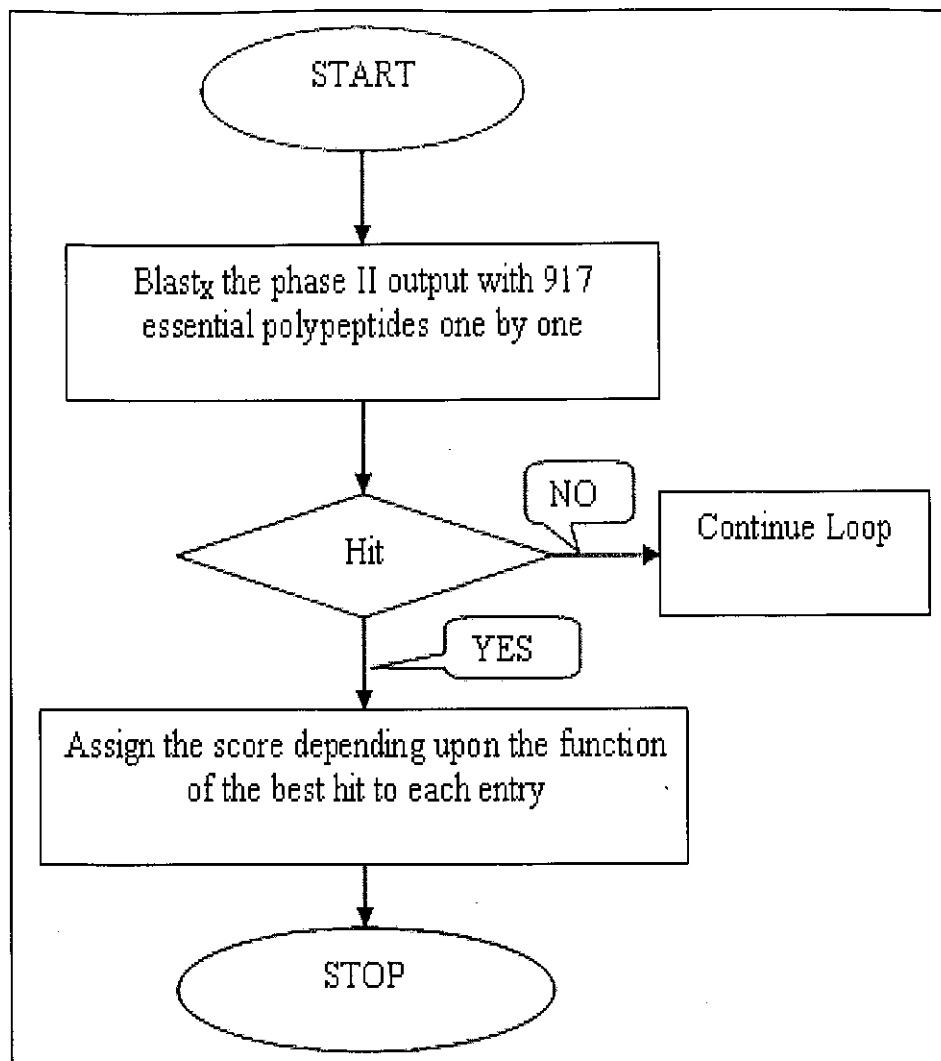 START
Blastx the phase II output with 917
essential polypeptides one by one
Hit
NO
Continue Loop
YES
Assign the score depending upon the function
of the best hit to each entry
STOP